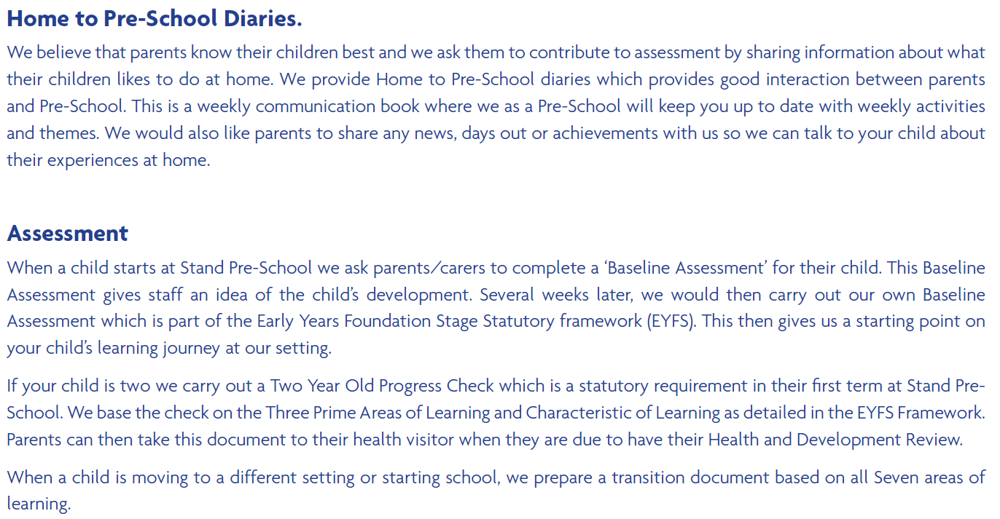 Home to Pre-School Diaries.
We believe that parents know their children best and we ask them to contribute to assessment by sharing information about what
their children likes to do at home. We provide Home to Pre-School diaries which provides good interaction between parents
and Pre-School. This is a weekly communication book where we as a Pre-School will keep you up to date with weekly activities
and themes. We would also like parents to share any news, days out or achievements with us so we can talk to your child about
their experiences at home.
Assessment
When a child starts at Stand Pre-School we ask parents/carers to complete a ‘Baseline Assessment’ for their child. This Baseline
Assessment gives staff an idea of the child’s development. Several weeks later, we would then carry out our own Baseline
Assessment which is part of the Early Years Foundation Stage Statutory framework (EYFS). This then gives us a starting point on
your child’s learning journey at our setting.
If your child is two we carry out a Two Year Old Progress Check which is a statutory requirement in their first term at Stand Pre-
School. We base the check on the Three Prime Areas of Learning and Characteristic of Learning as detailed in the EYFS Framework.
Parents can then take this document to their health visitor when they are due to have their Health and Development Review.
When a child is moving to a different setting or starting school, we prepare a transition document based on all Seven areas of
learning.